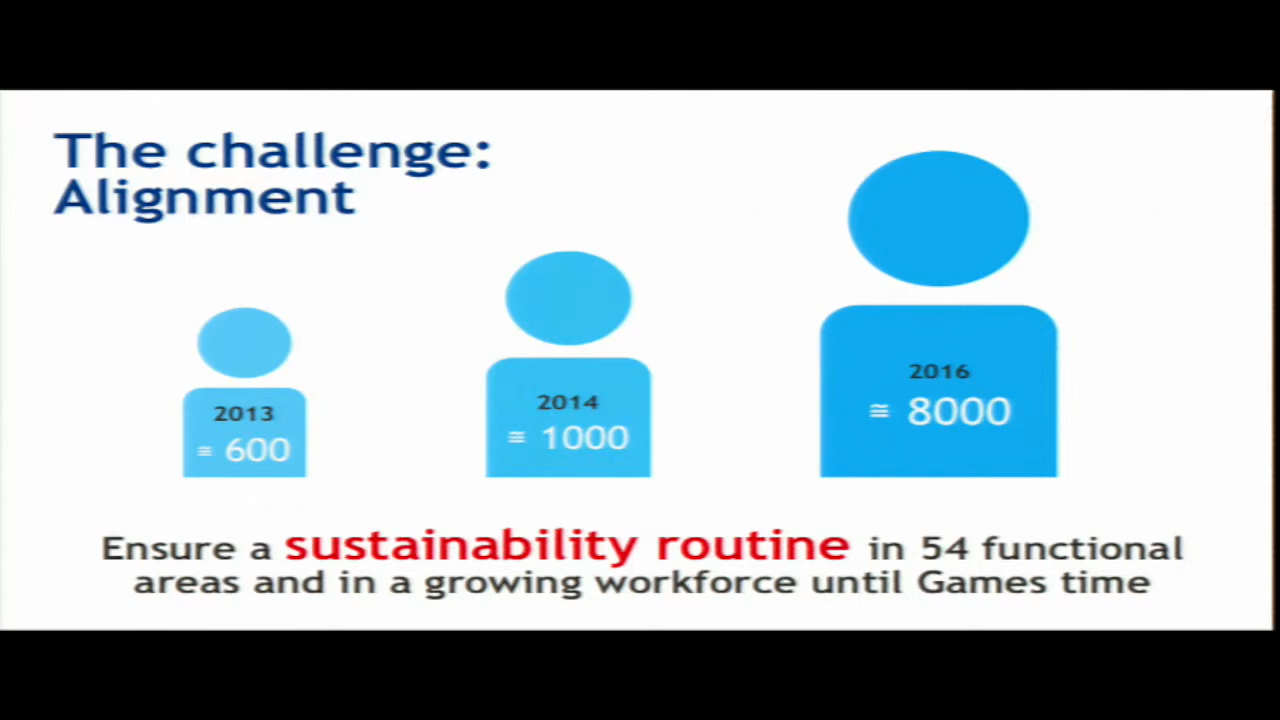 The challenge:
Alignment
2013
≅ 600
2014
≅ 1000
2016
≅ 8000
Ensure a sustainability routine in 54 functional
areas and in a growing workforce until Games time